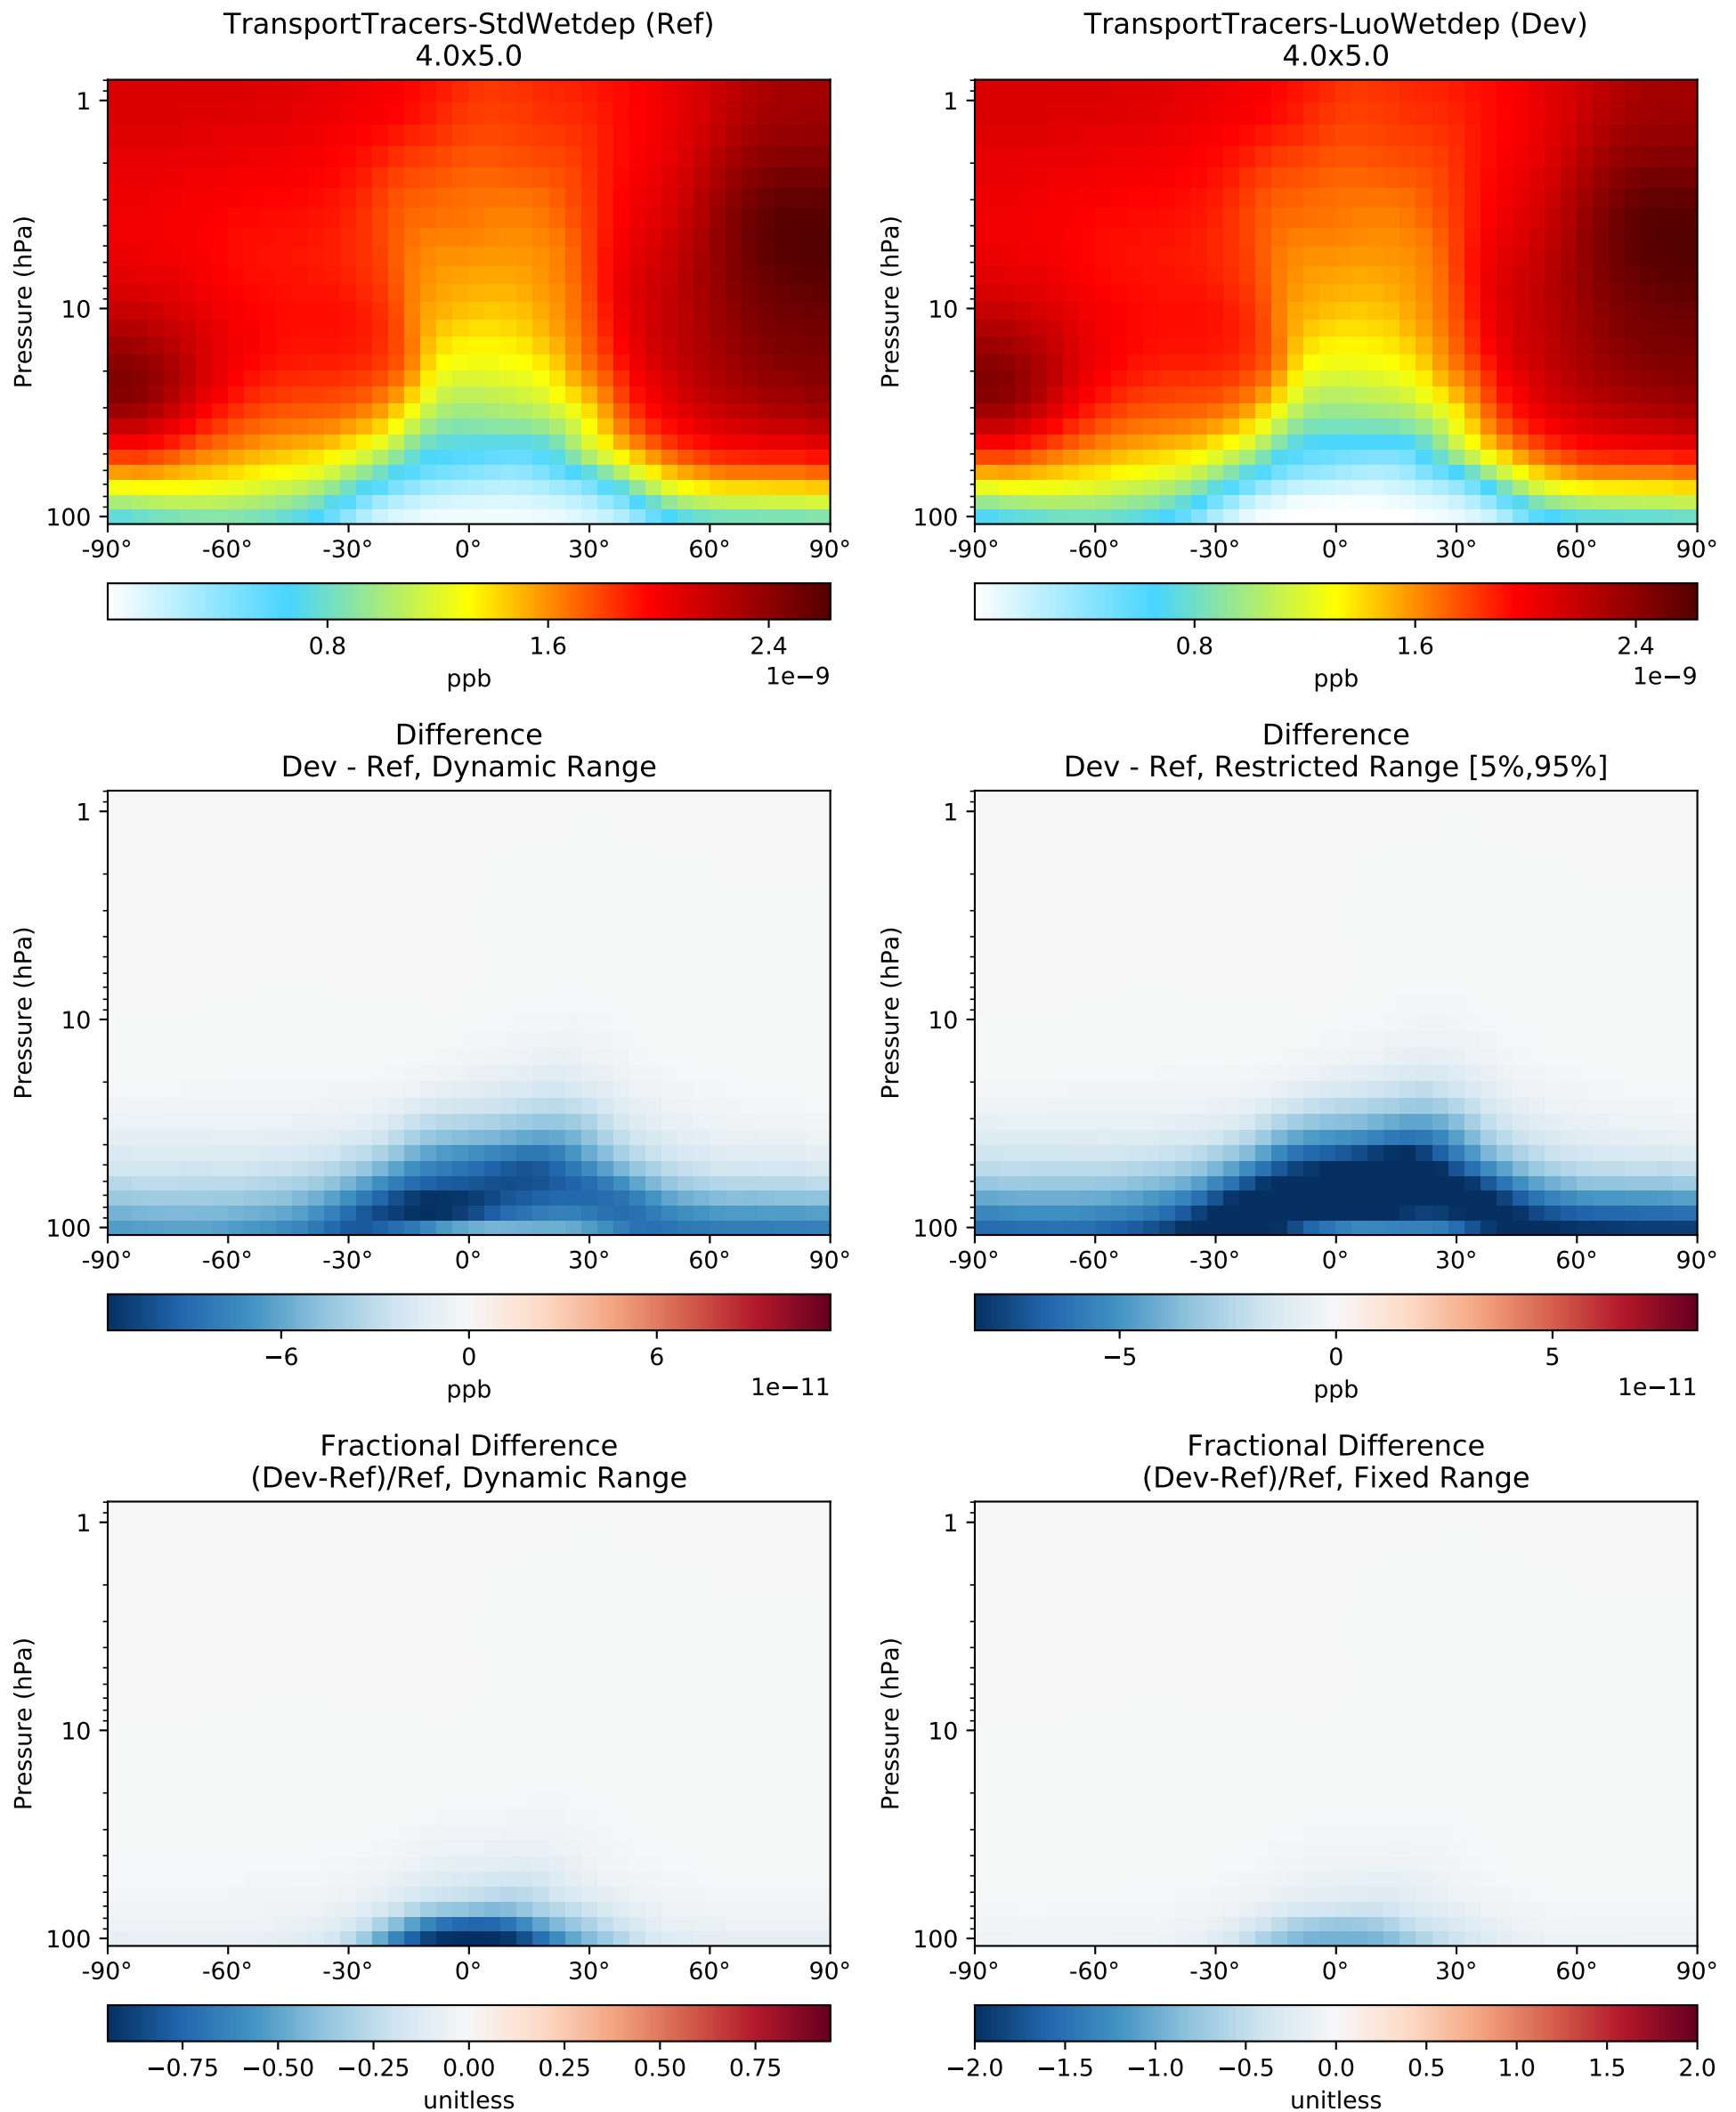 TransportTracers-StdWetdep (Ref)
4.0x5.0
TransportTracers-LuoWetdep (Dev)
4.0x5.0
Pressure (hPa)
1
10
100
-90° -60° -30° 0° 30° 60° 90°
0.8 1.6 2.4
1e−9
ppb
Pressure (hPa)
1
10
100
-90° -60° -30° 0° 30° 60° 90°
0.8 1.6 2.4
1e−9
ppb
Difference
Dev - Ref, Dynamic Range
Difference
Dev - Ref, Restricted Range [5%,95%]
Pressure (hPa)
1
10
100
-90° -60° -30° 0° 30° 60° 90°
−6 0 6
1e−11
ppb
Pressure (hPa)
1
10
100
-90° -60° -30° 0° 30° 60° 90°
−5 0 5
1e−11
ppb
Fractional Difference
(Dev-Ref)/Ref, Dynamic Range
Fractional Difference
(Dev-Ref)/Ref, Fixed Range
Pressure (hPa)
1
10
100
-90° -60° -30° 0° 30° 60° 90°
−0.75 −0.50 −0.25 0.00 0.25 0.50 0.75
unitless
Pressure (hPa)
1
10
100
-90° -60° -30° 0° 30° 60° 90°
−2.0 −1.5 −1.0 −0.5 0.0 0.5 1.0 1.5 2.0
unitless